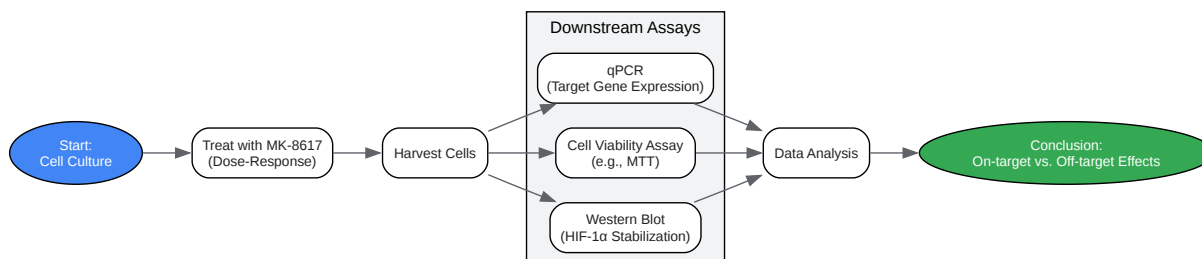 Start:
Cell Culture
Treat with MK-8617
(Dose-Response)
Harvest Cells
Downstream Assays
qPCR
(Target Gene Expression)
Cell Viability Assay
(e.g., MTT)
Western Blot
(HIF-1α Stabilization)
Data Analysis
Conclusion:
On-target vs. Off-target Effects